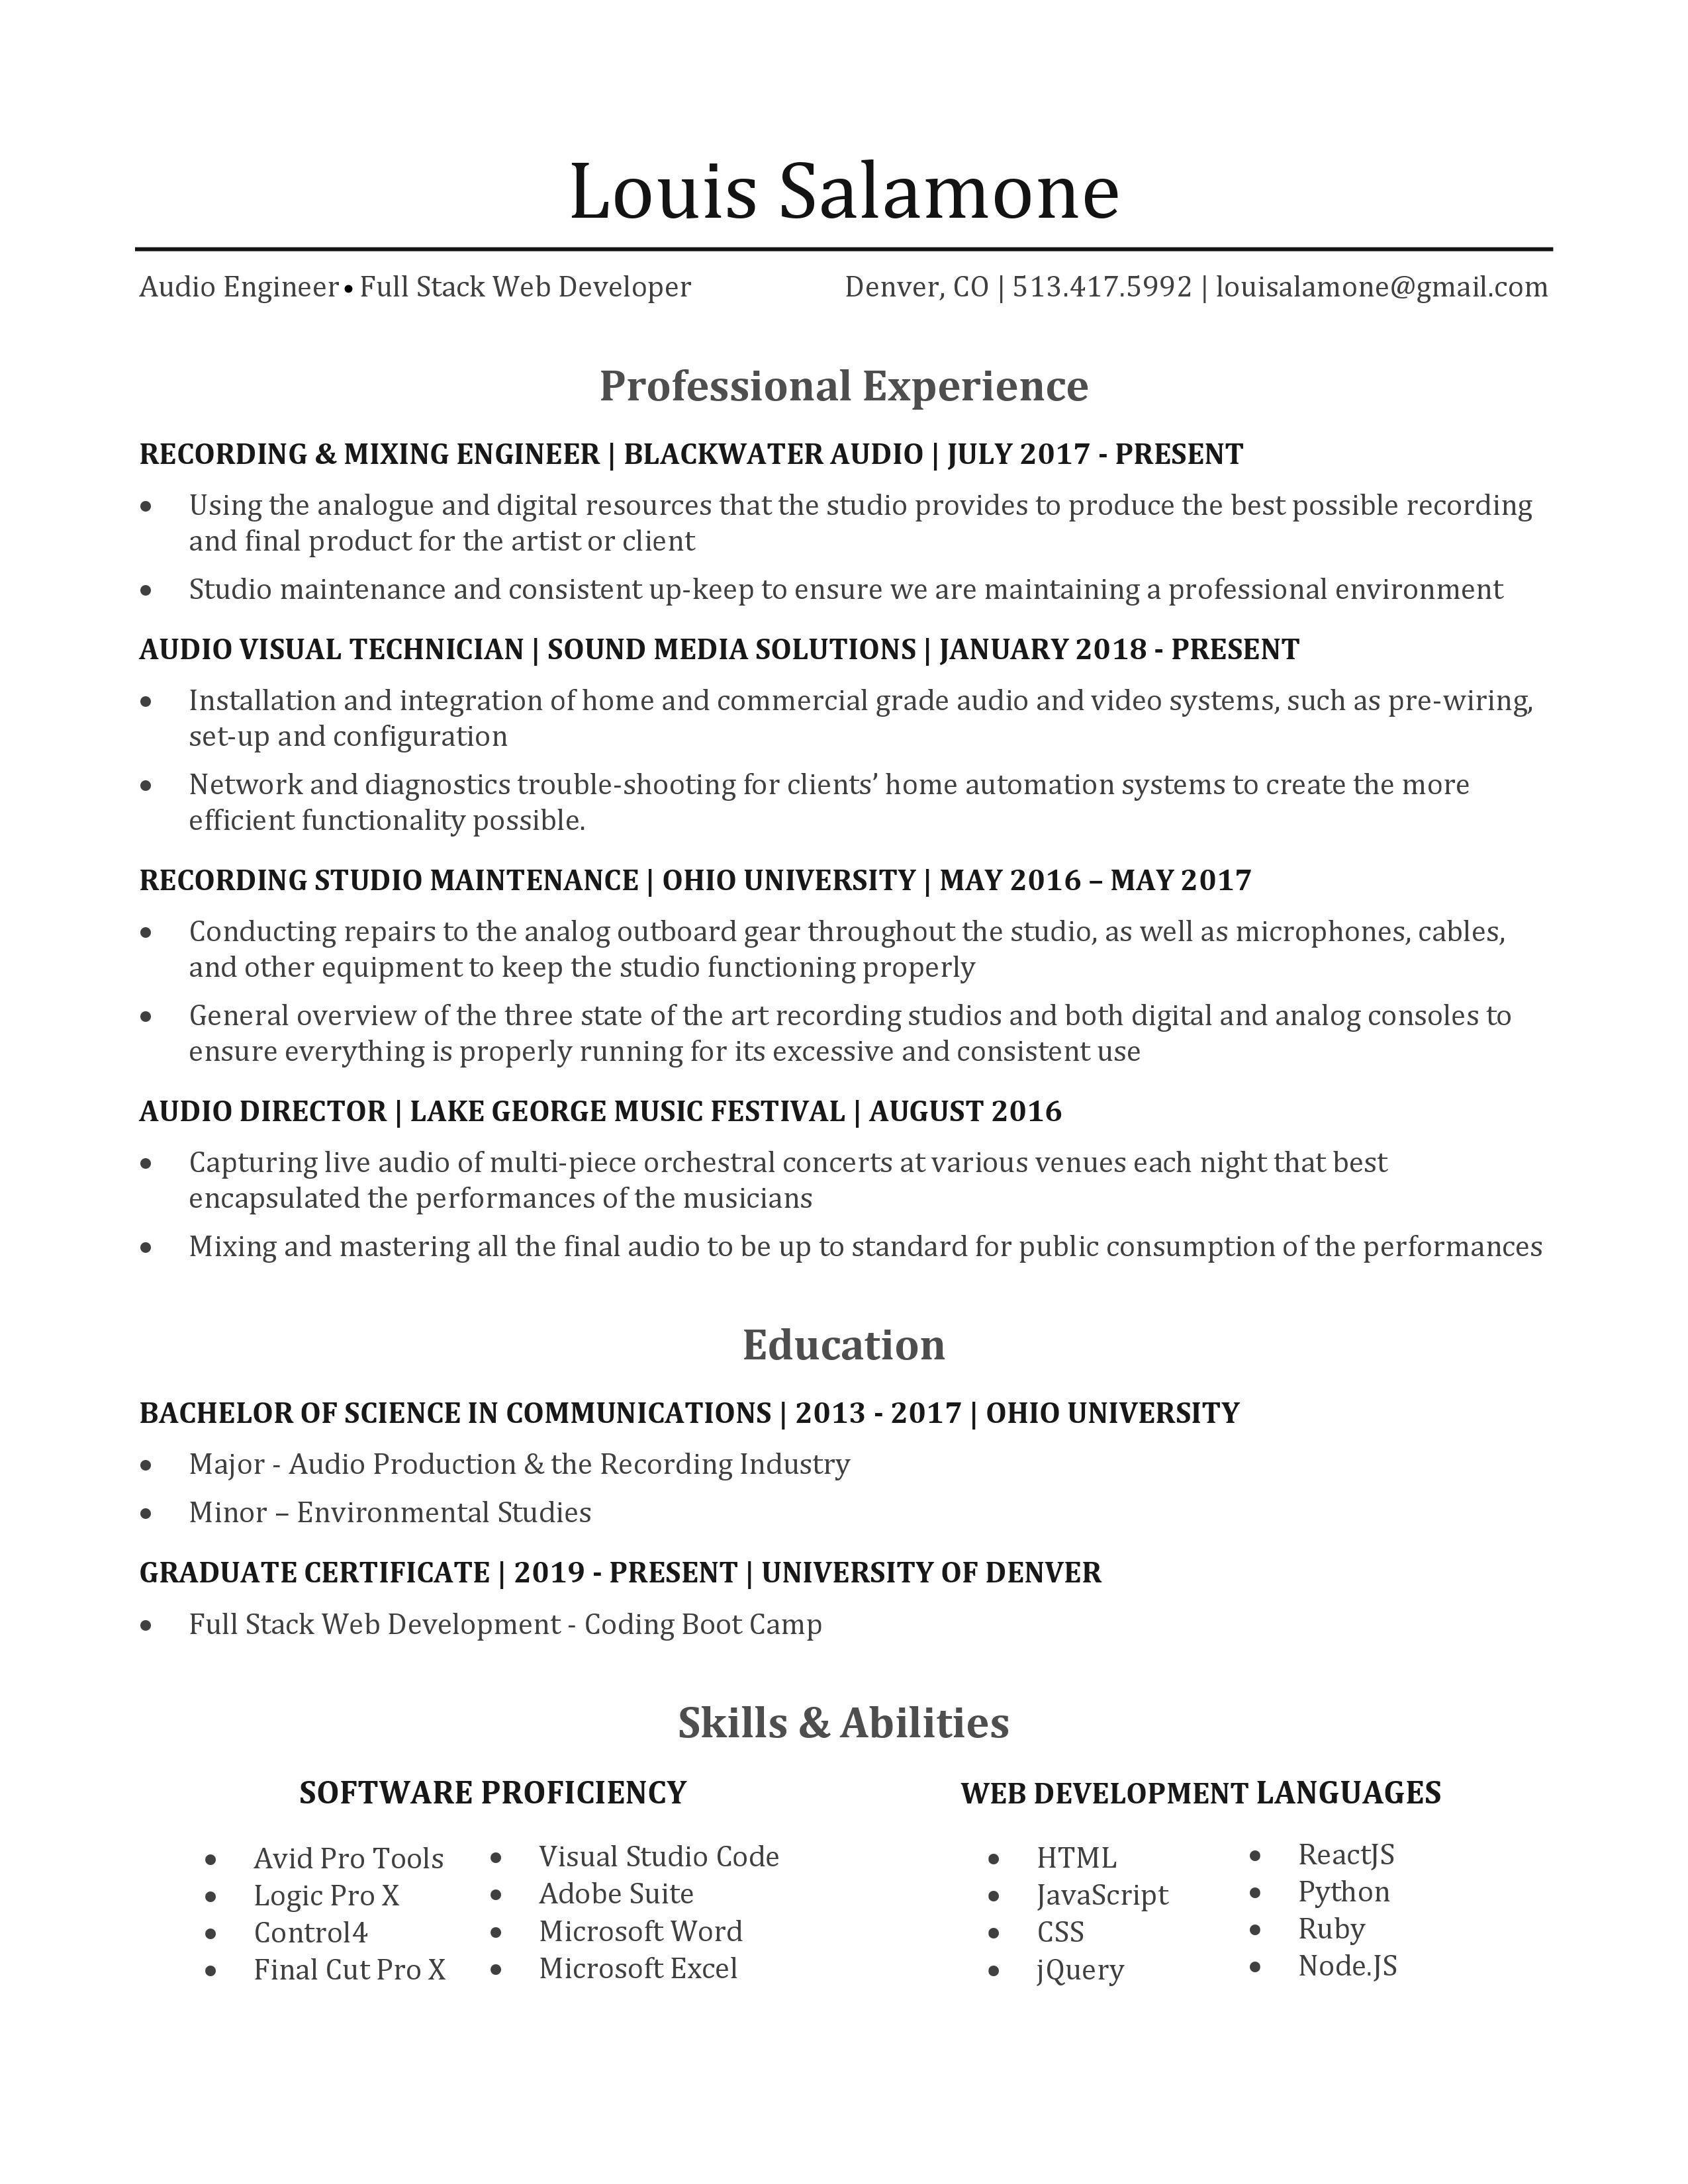 Louis Salamone
Audio Engineer • Full Stack Web Developer Denver, CO | 513.417.5992 | louisalamone@gmail.com
Professional Experience
RECORDING & MIXING ENGINEER | BLACKWATER AUDIO | JULY 2017 - PRESENT
• Using the analogue and digital resources that the studio provides to produce the best possible recording
and final product for the artist or client
• Studio maintenance and consistent up-keep to ensure we are maintaining a professional environment
AUDIO VISUAL TECHNICIAN | SOUND MEDIA SOLUTIONS | JANUARY 2018 - PRESENT
• Installation and integration of home and commercial grade audio and video systems, such as pre-wiring,
set-up and configuration
• Network and diagnostics trouble-shooting for clients’ home automation systems to create the more
efficient functionality possible.
RECORDING STUDIO MAINTENANCE | OHIO UNIVERSITY | MAY 2016 – MAY 2017
• Conducting repairs to the analog outboard gear throughout the studio, as well as microphones, cables,
and other equipment to keep the studio functioning properly
• General overview of the three state of the art recording studios and both digital and analog consoles to
ensure everything is properly running for its excessive and consistent use
AUDIO DIRECTOR | LAKE GEORGE MUSIC FESTIVAL | AUGUST 2016
• Capturing live audio of multi-piece orchestral concerts at various venues each night that best
encapsulated the performances of the musicians
• Mixing and mastering all the final audio to be up to standard for public consumption of the performances
Education
BACHELOR OF SCIENCE IN COMMUNICATIONS | 2013 - 2017 | OHIO UNIVERSITY
• Major - Audio Production & the Recording Industry
• Minor – Environmental Studies
GRADUATE CERTIFICATE | 2019 - PRESENT | UNIVERSITY OF DENVER
• Full Stack Web Development - Coding Boot Camp
Skills & Abilities
SOFTWARE PROFICIENCY
• Avid Pro Tools
• Logic Pro X
• Control4
• Final Cut Pro X
• Visual Studio Code
• Adobe Suite
• Microsoft Word
• Microsoft Excel
WEB DEVELOPMENT LANGUAGES
• HTML
• JavaScript
• CSS
• jQuery
• ReactJS
• Python
• Ruby
• Node.JS